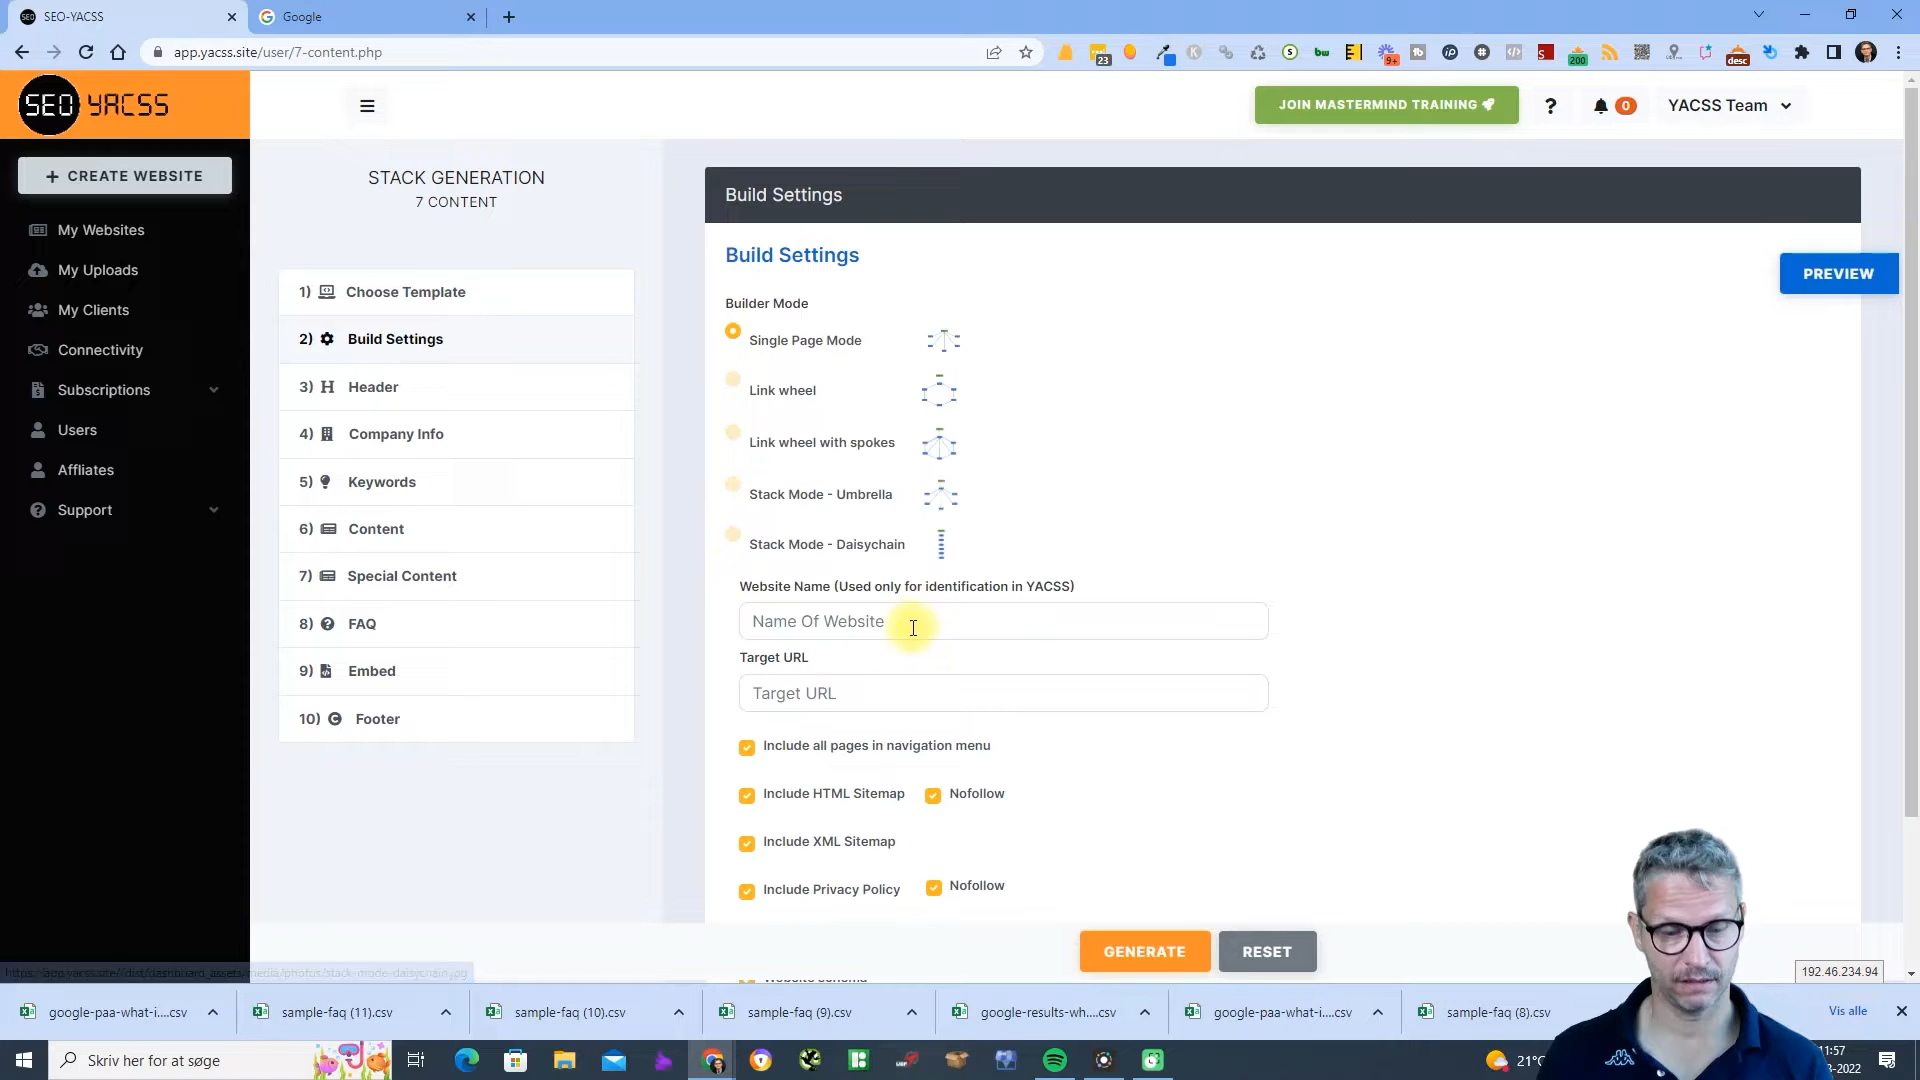 SEO-YACSS
Google
app.yacss.site/user/7-content.php
23
9+
200
desc
SEO YACSS
JOIN MASTERMIND TRAINING
?
0
YACSS Team
+ CREATE WEBSITE
My Websites
My Uploads
My Clients
Connectivity
Subscriptions
Users
Affliates
Support
STACK GENERATION
7 CONTENT
1) Choose Template
2) Build Settings
3) H Header
4) Company Info
5) Keywords
6) Content
7) Special Content
8) FAQ
9) Embed
10) Footer
Build Settings
Build Settings
PREVIEW
Builder Mode
Single Page Mode
Link wheel
Link wheel with spokes
Stack Mode - Umbrella
Stack Mode - Daisychain
Website Name (Used only for identification in YACSS)
Name Of Website
Target URL
Target URL
Include all pages in navigation menu
Include HTML Sitemap
Nofollow
Include XML Sitemap
Include Privacy Policy
Nofollow
GENERATE
RESET
192.46.234.94
google-paa-what-i....csv
sample-faq (11).csv
sample-faq (10).csv
sample-faq (9).csv
google-results-wh....csv
google-paa-what-i....csv
sample-faq (8).csv
Vis alle
Skriv her for at søge
21°C
11:57
3-2022